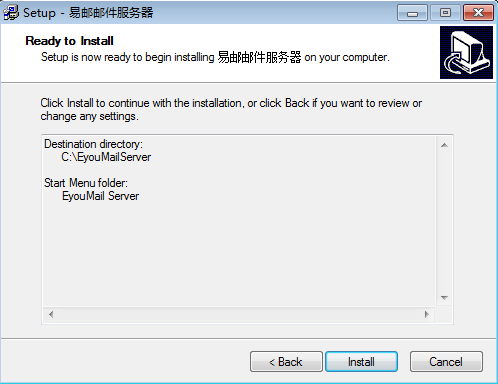 Setup - 易邮邮件服务器
Ready to Install
Setup is now ready to begin installing 易邮邮件服务器 on your computer.
Click Install to continue with the installation, or click Back if you want to review or
change any settings.
Destination directory:
C:\EyouMailServer
Start Menu folder:
EyouMail Server
< Back
Install
Cancel